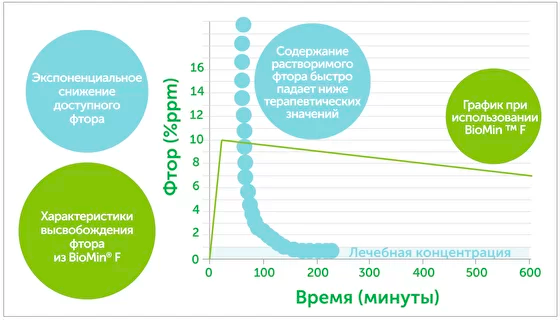 Экспоненциальное
снижение
доступного
фтора
Характеристики
высвобождения
фтора
из BioMin® F
Содержание
растворимого
фтора быстро
падает ниже
терапевтических
значений
График при
использовании
BioMin ™ F
Фтор (%ppm)
16
14
12
10
8
6
4
2
0
Лечебная концентрация
0 100 200 300 400 500 600
Время (минуты)